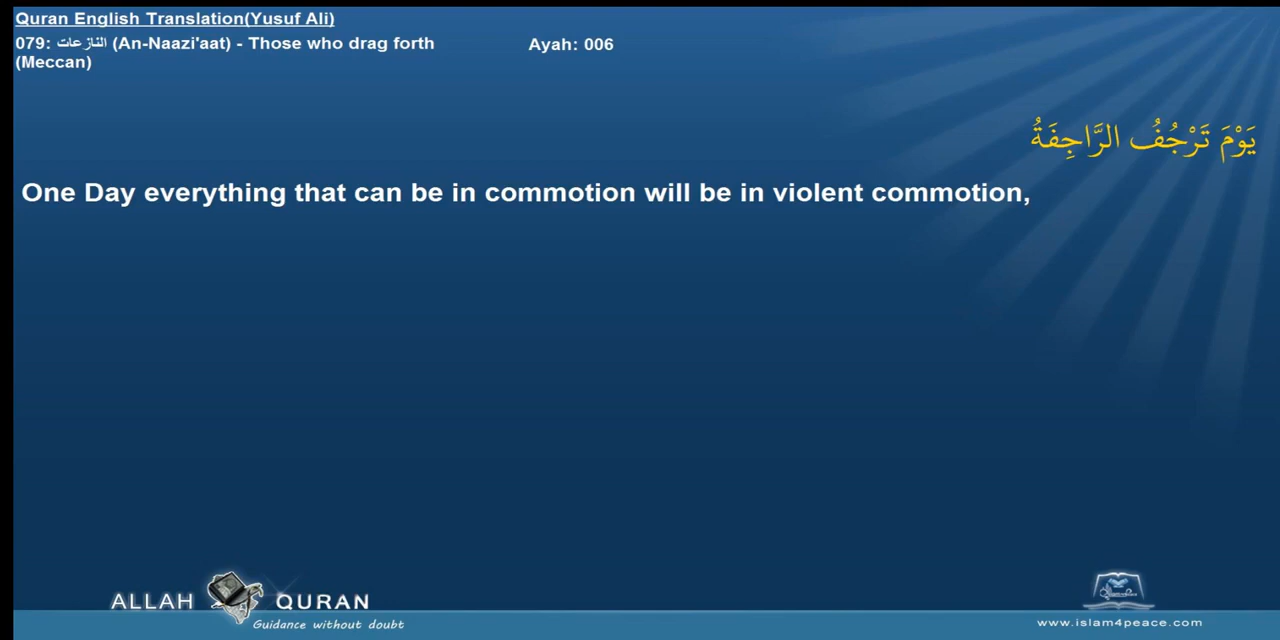 Quran English Translation(Yusuf Ali)
079: النازعات (An-Naazi'aat) - Those who drag forth
(Meccan)
Ayah: 006
يَوْمَ تَرْجُفُ الرَّاجِفَةُ
One Day everything that can be in commotion will be in violent commotion,
ALLAH QURAN
Guidance without doubt
www.islam4peace.com